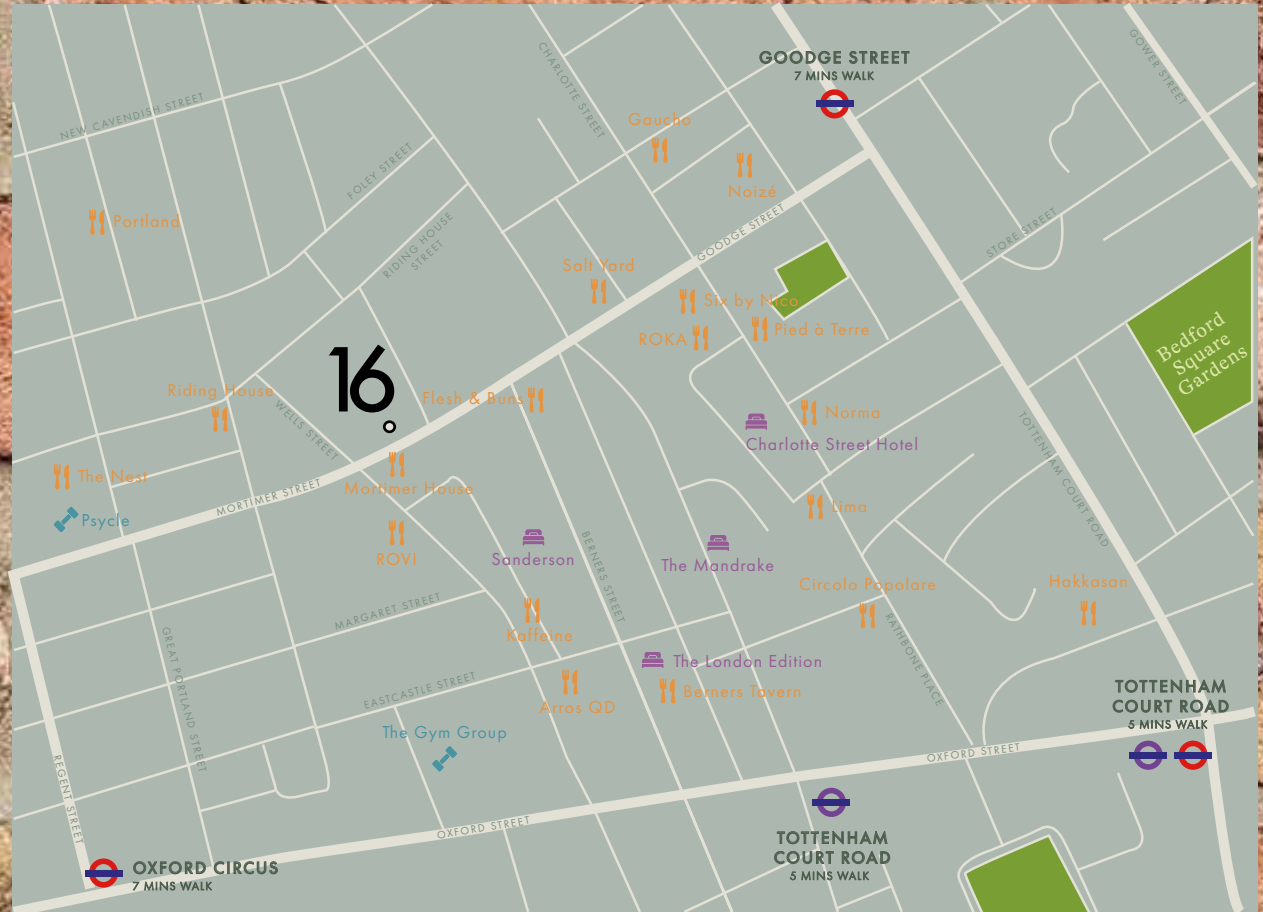 GOODGE STREET
7 MINS WALK
GOWER STREET
CHARLOTTE STREET
NEW CAVENDISH STREET
Gaucho
FOLEY STREET
Noizé
Portland
RIDING HOUSE
STREET
GOODGE STREET
STORE STREET
Salt Yard
Six by Nico
Pied à Terre
ROKA
Bedford
Square
Gardens
16
Riding House
Flesh & Buns
WELLS STREET
Norma
Charlotte Street Hotel
TOTTENHAM COURT ROAD
The Nest
Mortimer House
MORTIMER STREET
Psycle
Lima
ROVI
Sanderson
BERNERS STREET
The Mandrake
Circolo Popolare
Hakkasan
MARGARET STREET
Kaffeine
RATHBONE PLACE
GREAT PORTLAND STREET
The London Edition
EASTCASTLE STREET
Arros QD
Berners Tavern
TOTTENHAM
COURT ROAD
5 MINS WALK
The Gym Group
OXFORD STREET
REGENT STREET
OXFORD STREET
TOTTENHAM
COURT ROAD
5 MINS WALK
OXFORD CIRCUS
7 MINS WALK